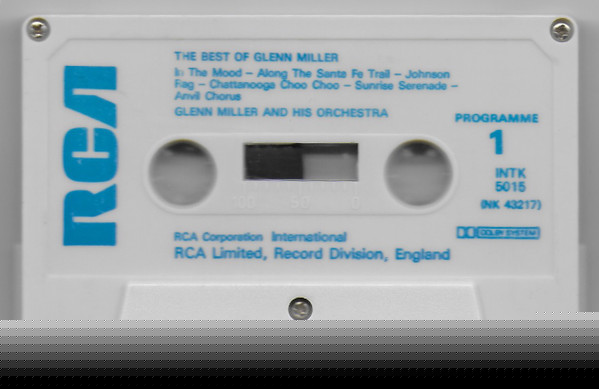 RCA
THE BEST OF GLENN MILLER
In The Mood – Along The Santa Fe Trail – Johnson
Rag – Chattanooga Choo Choo – Sunrise Serenade –
Anvil Chorus
GLENN MILLER AND HIS ORCHESTRA
PROGRAMME
1
INTK
5015
(NK 43217)
100 50 0
DOLBY SYSTEM
RCA Corporation International
RCA Limited, Record Division, England